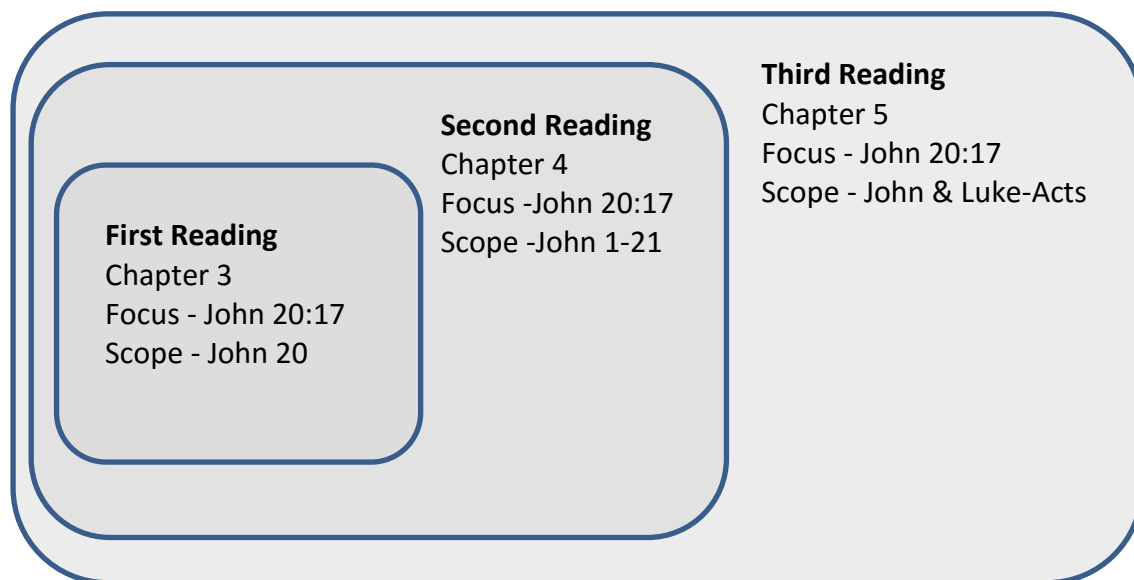 First Reading
Chapter 3
Focus - John 20:17
Scope - John 20
Second Reading
Chapter 4
Focus -John 20:17
Scope -John 1-21
Third Reading
Chapter 5
Focus - John 20:17
Scope - John & Luke-Acts